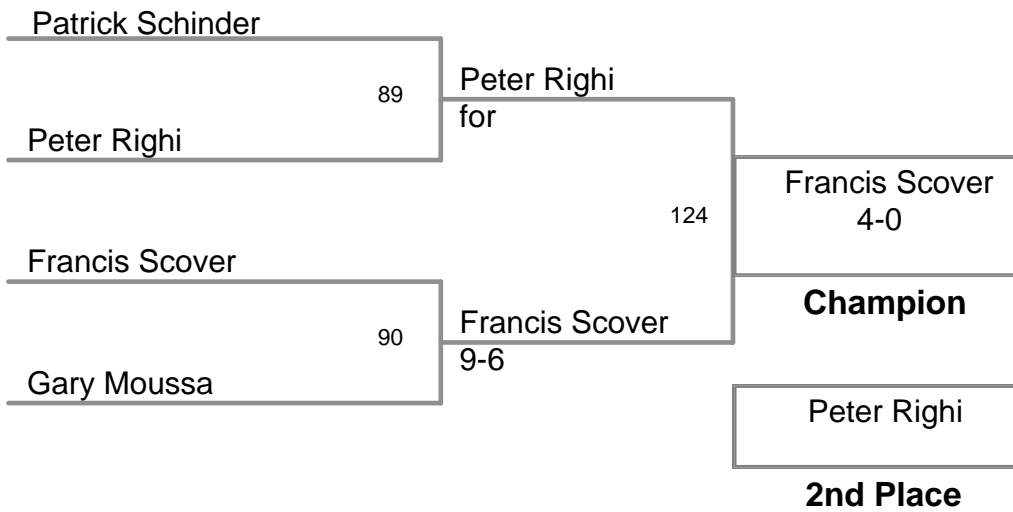 Patrick Schinder
89
Peter Righi
Peter Righi
for
Francis Scover
90
Gary Moussa
Francis Scover
9-6
124
Francis Scover
4-0
Champion
Peter Righi
2nd Place